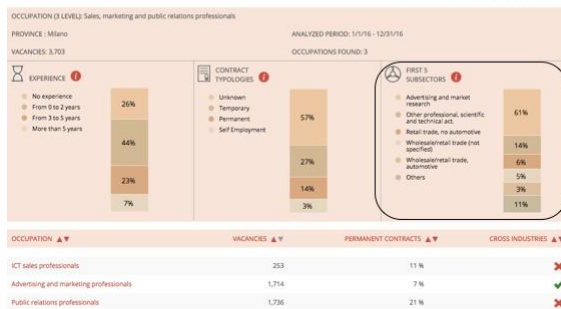 OCCUPATION (3 LEVEL): Sales, marketing and public relations professionals
PROVINCE : Milano
ANALYZED PERIOD: 1/1/16 - 12/31/16
VACANCIES: 3,703
OCCUPATIONS FOUND: 3
EXPERIENCE
No experience
From 0 to 2 years
From 3 to 5 years
More than 5 years
26%
44%
23%
7%
CONTRACT
TYPOLOGIES
Unknown
Temporary
Permanent
Self Employment
57%
27%
14%
3%
FIRST 5
SUBSECTORS
Advertising and market
research
Other professional, scientific
and technical act.
Retail trade, no automotive
Wholesale/retail trade (not
specified)
Wholesale/retail trade,
automotive
Others
61%
14%
6%
5%
3%
11%
OCCUPATION VACANCIES PERMANENT CONTRACTS CROSS INDUSTRIES
ICT sales professionals 253 11 %
Advertising and marketing professionals 1,714 7 %
Public relations professionals 1,736 21 %